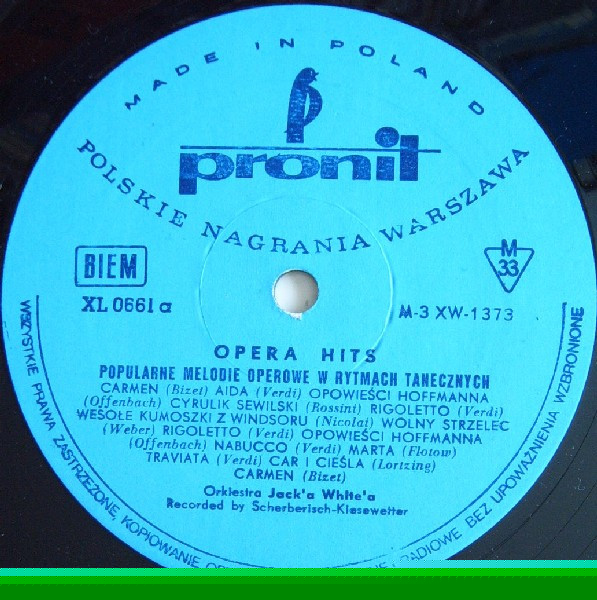 MADE IN POLAND
pronit
POLSKIE NAGRANIA WARSZAWA
BIEM
M
33
XL 0661 a
M-3 XW-1373
OPERA HITS
POPULARNE MELODIE OPEROWE W RYTMACH TANECZNYCH
CARMEN (Bizet) AIDA (Verdi) OPOWIEŚCI HOFFMANNA
(Offenbach) CYRULIK SEWILSKI (Rossini) RIGOLETTO (Verdi)
WESOŁE KUMOSZKI Z WINDSORU (Nicolai) WOLNY STRZELEC
(Weber) RIGOLETTO (Verdi) OPOWIEŚCI HOFFMANNA
(Offenbach) NABUCCO (Verdi) MARTA (Flotow)
TRAVIATA (Verdi) CAR I CIEŚLA (Lortzing)
CARMEN (Bizet)
Orkiestra Jack'a White'a
Recorded by Scherberisch-Kiesewetter
WSZYSTKIE PRAWA ZASTRZEŻONE, KOPIOWANIE RADIOWE BEZ UPOWAŻNIENIA WZBRONIONE